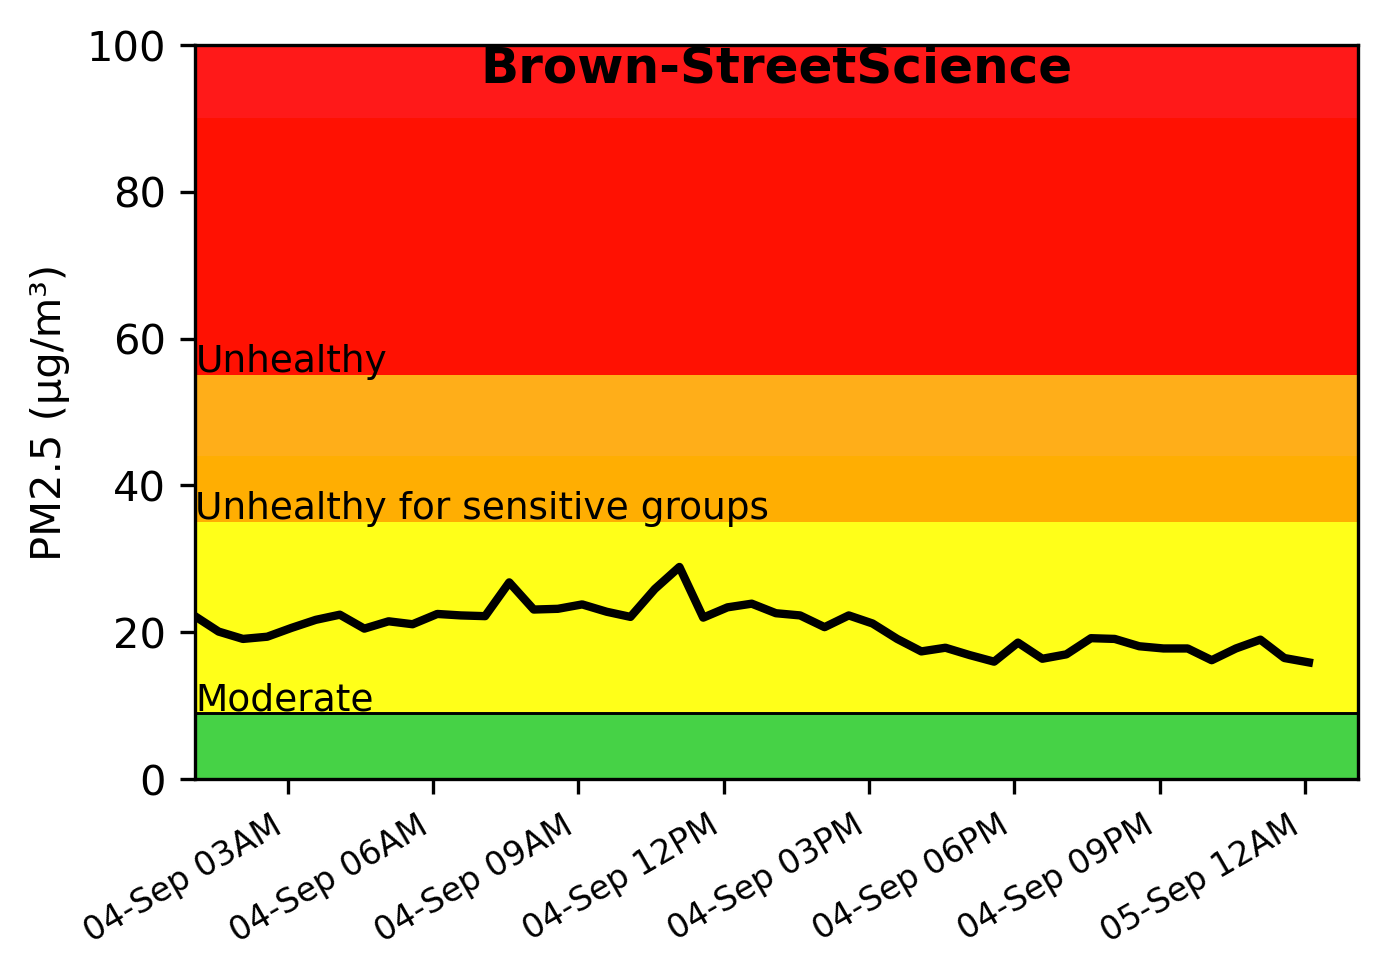 Brown-StreetScience
100
80
60
40
20
0
PM2.5 (µg/m³)
Unhealthy
Unhealthy for sensitive groups
Moderate
04-Sep 03AM
04-Sep 06AM
04-Sep 09AM
04-Sep 12PM
04-Sep 03PM
04-Sep 06PM
04-Sep 09PM
05-Sep 12AM